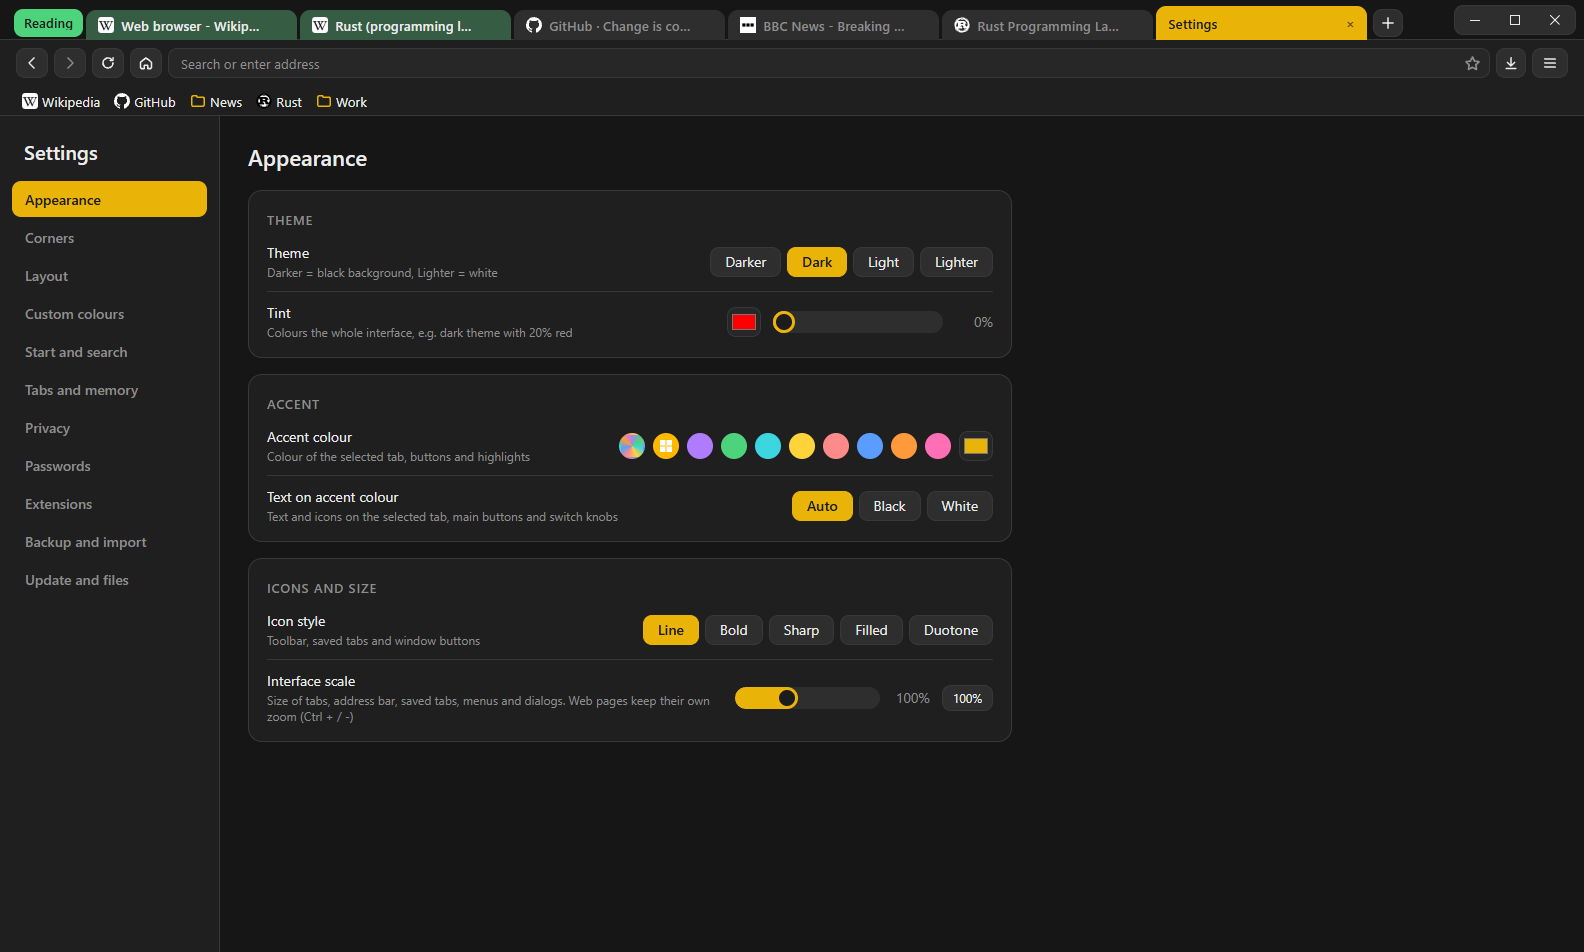 Reading
Web browser - Wikip...
Rust (programming l...
GitHub · Change is co...
BBC News - Breaking ...
Rust Programming La...
Settings
Search or enter address
Wikipedia
GitHub
News
Rust
Work
Settings
Appearance
Corners
Layout
Custom colours
Start and search
Tabs and memory
Privacy
Passwords
Extensions
Backup and import
Update and files
Appearance
THEME
Theme
Darker = black background, Lighter = white
Darker
Dark
Light
Lighter
Tint
Colours the whole interface, e.g. dark theme with 20% red
0%
ACCENT
Accent colour
Colour of the selected tab, buttons and highlights
Text on accent colour
Text and icons on the selected tab, main buttons and switch knobs
Auto
Black
White
ICONS AND SIZE
Icon style
Toolbar, saved tabs and window buttons
Line
Bold
Sharp
Filled
Duotone
Interface scale
Size of tabs, address bar, saved tabs, menus and dialogs. Web pages keep their own
zoom (Ctrl + / -)
100%
100%